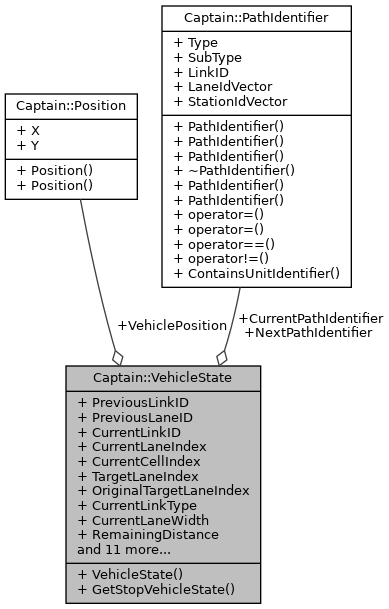 Captain::PathIdentifier
+ Type
+ SubType
+ LinkID
+ LaneIdVector
+ StationIdVector
+ PathIdentifier()
+ PathIdentifier()
+ PathIdentifier()
+ ~PathIdentifier()
+ PathIdentifier()
+ PathIdentifier()
+ operator=()
+ operator=()
+ operator==()
+ operator!=()
+ ContainsUnitIdentifier()
Captain::Position
+ X
+ Y
+ Position()
+ Position()
+VehiclePosition
+CurrentPathIdentifier
+NextPathIdentifier
Captain::VehicleState
+ PreviousLinkID
+ PreviousLaneID
+ CurrentLinkID
+ CurrentLaneIndex
+ CurrentCellIndex
+ TargetLaneIndex
+ OriginalTargetLaneIndex
+ CurrentLinkType
+ CurrentLaneWidth
+ RemainingDistance
and 11 more...
+ VehicleState()
+ GetStopVehicleState()